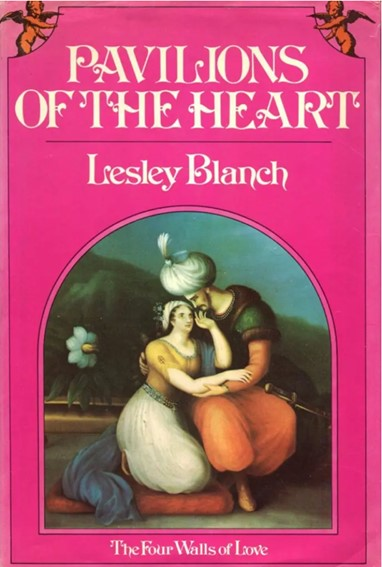 PAVILIONS
OF THE HEART
Lesley Blanch
The Four Walls of Love